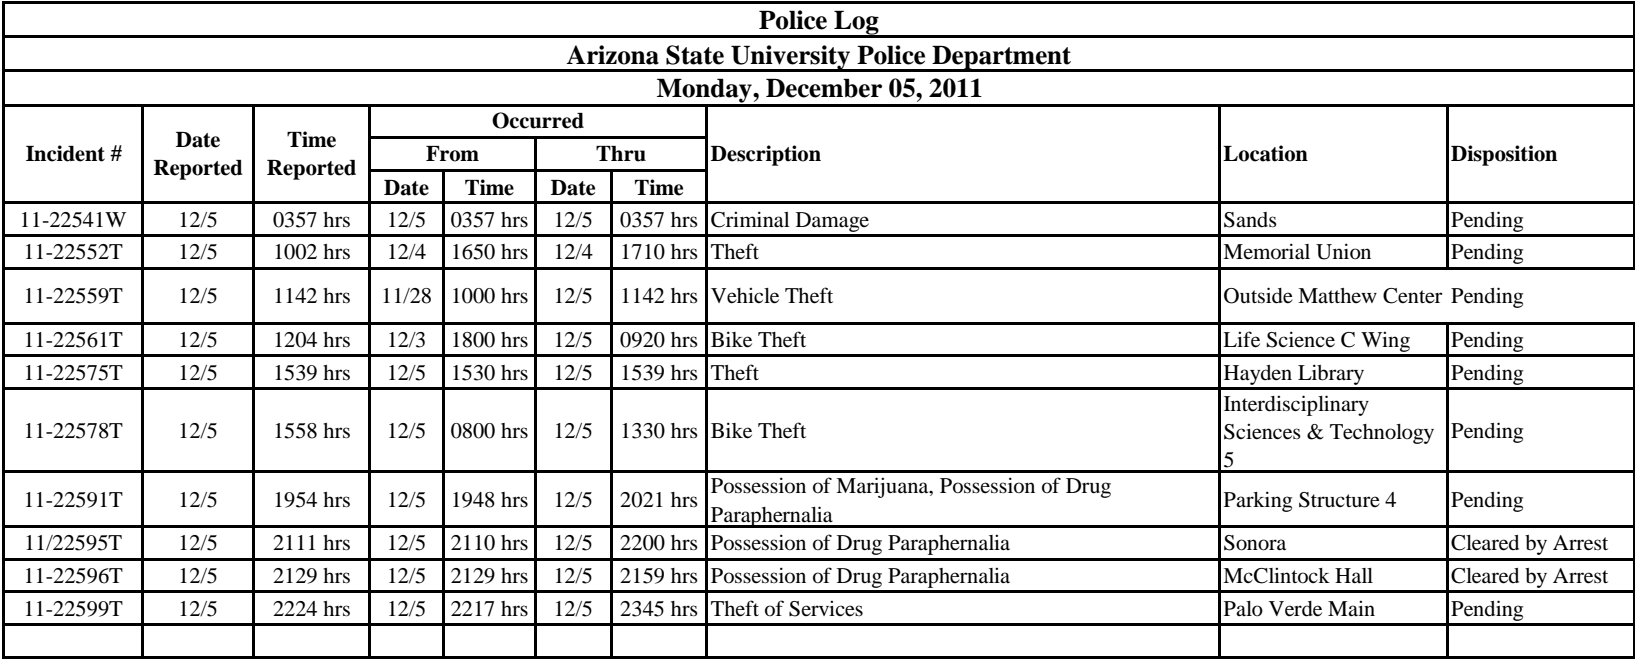 Police Log
Arizona State University Police Department
Monday, December 05, 2011
Incident # Date Reported Time Reported Occurred Description Location Disposition
From Thru
Date Time Date Time
11-22541W 12/5 0357 hrs 12/5 0357 hrs 12/5 0357 hrs Criminal Damage Sands Pending
11-22552T 12/5 1002 hrs 12/4 1650 hrs 12/4 1710 hrs Theft Memorial Union Pending
11-22559T 12/5 1142 hrs 11/28 1000 hrs 12/5 1142 hrs Vehicle Theft Outside Matthew Center Pending
11-22561T 12/5 1204 hrs 12/3 1800 hrs 12/5 0920 hrs Bike Theft Life Science C Wing Pending
11-22575T 12/5 1539 hrs 12/5 1530 hrs 12/5 1539 hrs Theft Hayden Library Pending
11-22578T 12/5 1558 hrs 12/5 0800 hrs 12/5 1330 hrs Bike Theft Interdisciplinary Sciences & Technology 5 Pending
11-22591T 12/5 1954 hrs 12/5 1948 hrs 12/5 2021 hrs Possession of Marijuana, Possession of Drug Paraphernalia Parking Structure 4 Pending
11/22595T 12/5 2111 hrs 12/5 2110 hrs 12/5 2200 hrs Possession of Drug Paraphernalia Sonora Cleared by Arrest
11-22596T 12/5 2129 hrs 12/5 2129 hrs 12/5 2159 hrs Possession of Drug Paraphernalia McClintock Hall Cleared by Arrest
11-22599T 12/5 2224 hrs 12/5 2217 hrs 12/5 2345 hrs Theft of Services Palo Verde Main Pending